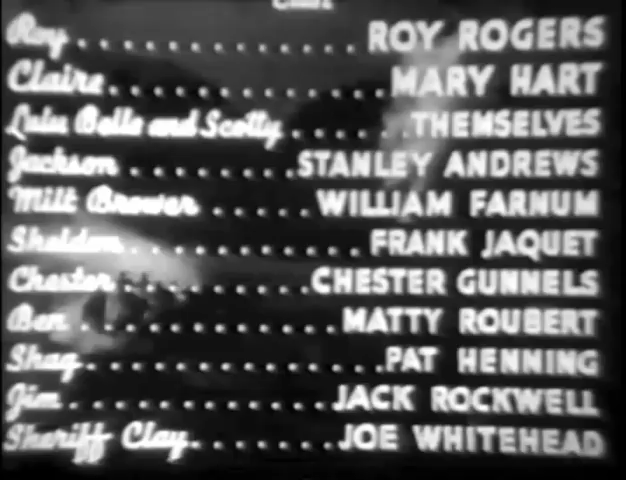 Roy. . . . . . . . . . . . . ROY ROGERS
Claire. . . . . . . . . . . . .MARY HART
Lulu Belle and Scotty . . . . . .THEMSELVES
Jackson . . . . . . . . .STANLEY ANDREWS
Milt Brower . . . . . WILLIAM FARNUM
Sheldon. . . . . . . . . . . . FRANK JAQUET
Chester. . . . . . . . . .CHESTER GUNNELS
Ben . . . . . . . . . . . . . MATTY ROUBERT
Shag. . . . . . . . . . . . . . .PAT HENNING
Jim. . . . . . . . . . . . . .JACK ROCKWELL
Sheriff Clay. . . . . . . JOE WHITEHEAD